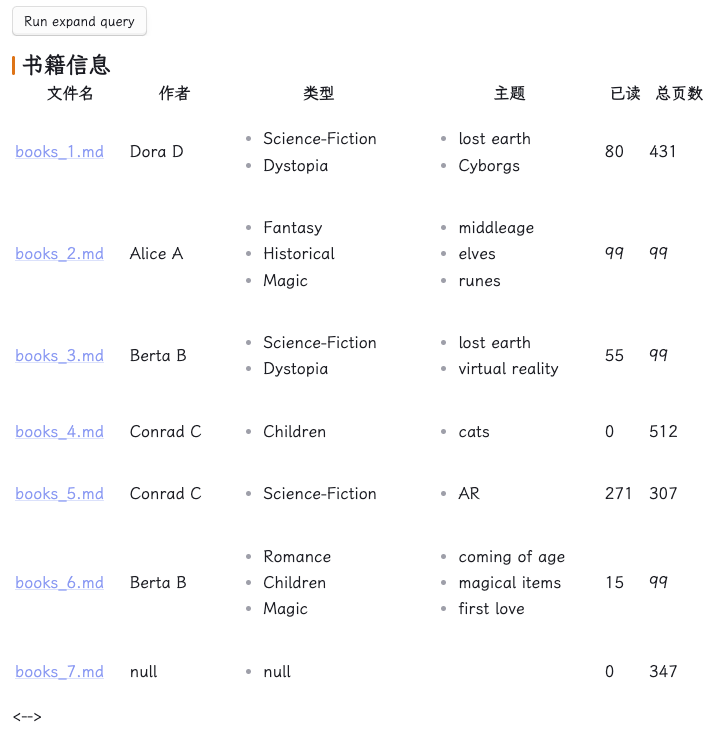 Run expand query
书籍信息
文件名 作者 类型 主题 已读 总页数
books_1.md Dora D • Science-Fiction • lost earth 80 431
• Dystopia • Cyborgs
• Fantasy • middleage
books_2.md Alice A • Historical • elves 99 99
• Magic • runes
books_3.md Berta B • Science-Fiction • lost earth 55 99
• Dystopia • virtual reality
books_4.md Conrad C • Children • cats 0 512
books_5.md Conrad C • Science-Fiction • AR 271 307
• Romance • coming of age
books_6.md Berta B • Children • magical items 15 99
• Magic • first love
books_7.md null • null 0 347
<-->